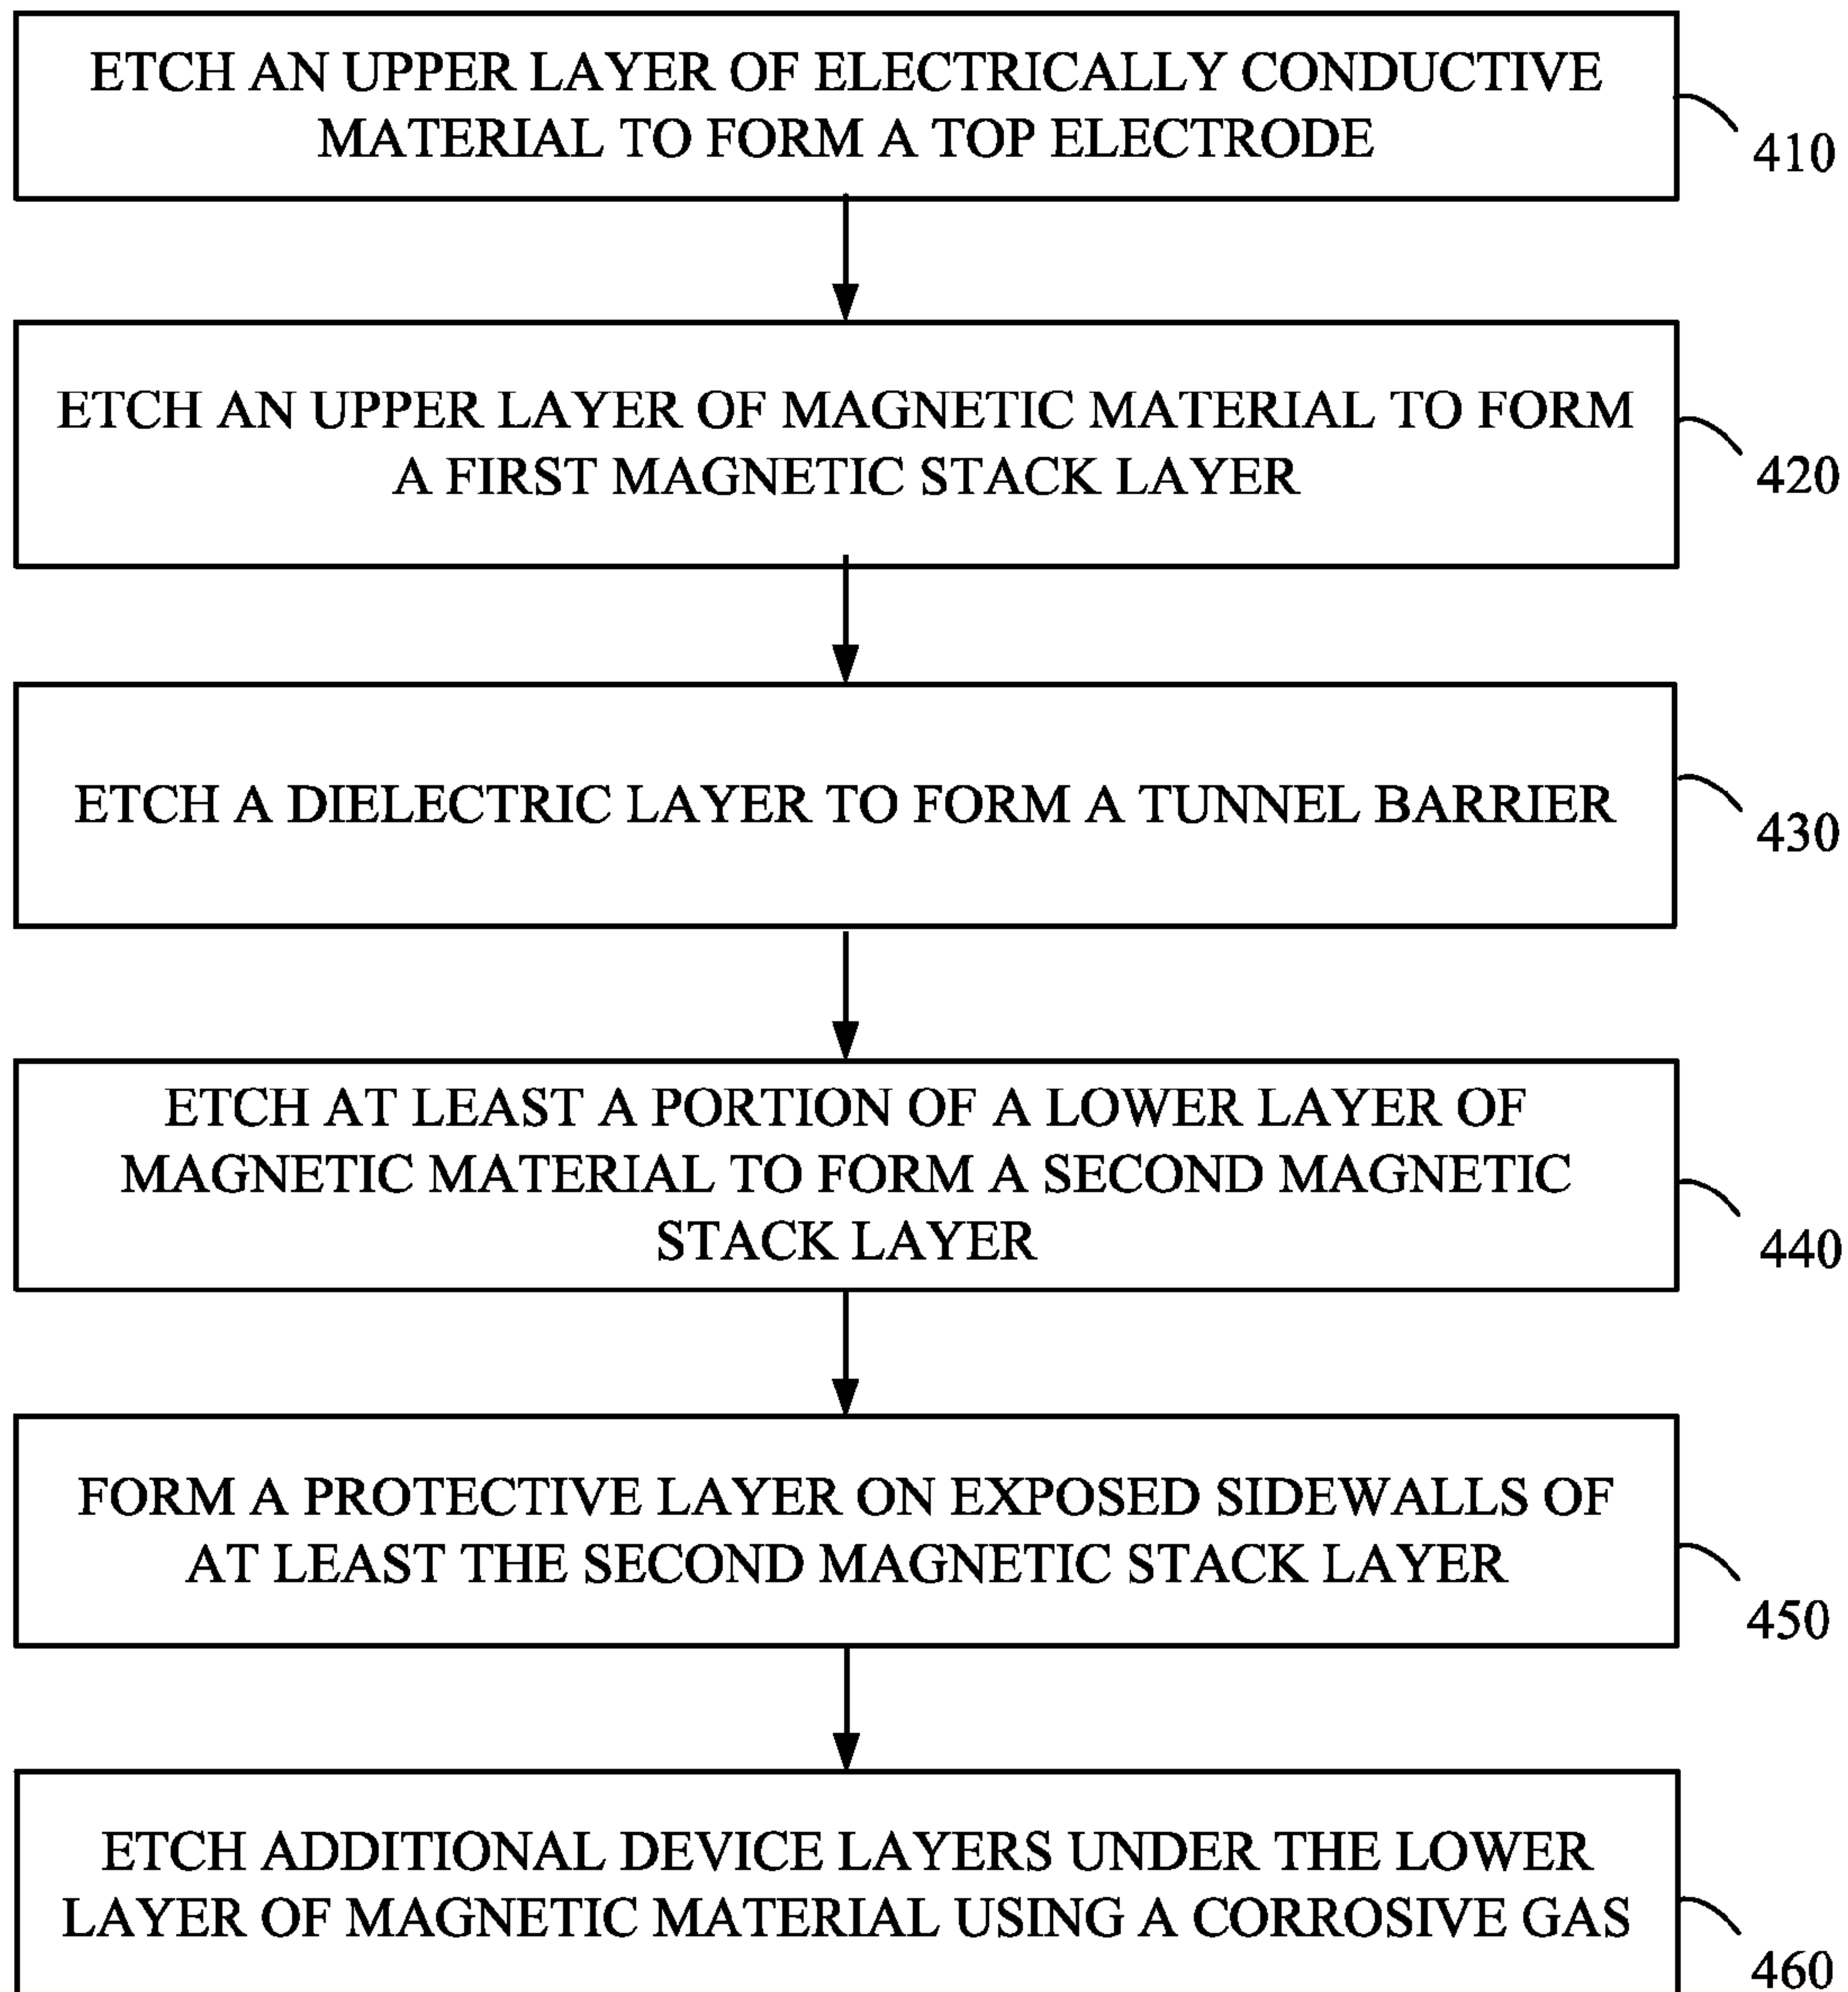 ETCH AN UPPER LAYER OF ELECTRICALLY CONDUCTIVE
MATERIAL TO FORM A TOP ELECTRODE
410
ETCH AN UPPER LAYER OF MAGNETIC MATERIAL TO FORM
A FIRST MAGNETIC STACK LAYER
420
ETCH A DIELECTRIC LAYER TO FORM A TUNNEL BARRIER
430
ETCH AT LEAST A PORTION OF A LOWER LAYER OF
MAGNETIC MATERIAL TO FORM A SECOND MAGNETIC
STACK LAYER
440
FORM A PROTECTIVE LAYER ON EXPOSED SIDEWALLS OF
AT LEAST THE SECOND MAGNETIC STACK LAYER
450
ETCH ADDITIONAL DEVICE LAYERS UNDER THE LOWER
LAYER OF MAGNETIC MATERIAL USING A CORROSIVE GAS
460